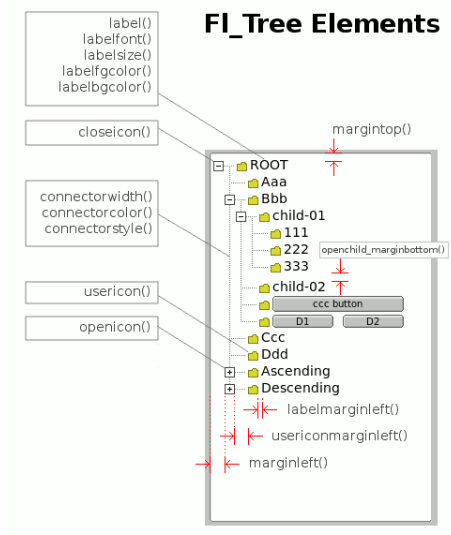 Fl_Tree Elements
label()
labelfont()
labelsize()
labelfgcolor()
labelbgcolor()
closeicon()
margintop()
ROOT
Aaa
Bbb
connectorwidth()
connectorcolor()
connectorstyle()
child-01
111
222
openchild_marginbottom()
333
usericon()
child-02
ccc button
openicon()
D1
D2
Ccc
Ddd
Ascending
Descending
labelmarginleft()
usericonmarginleft()
marginleft()